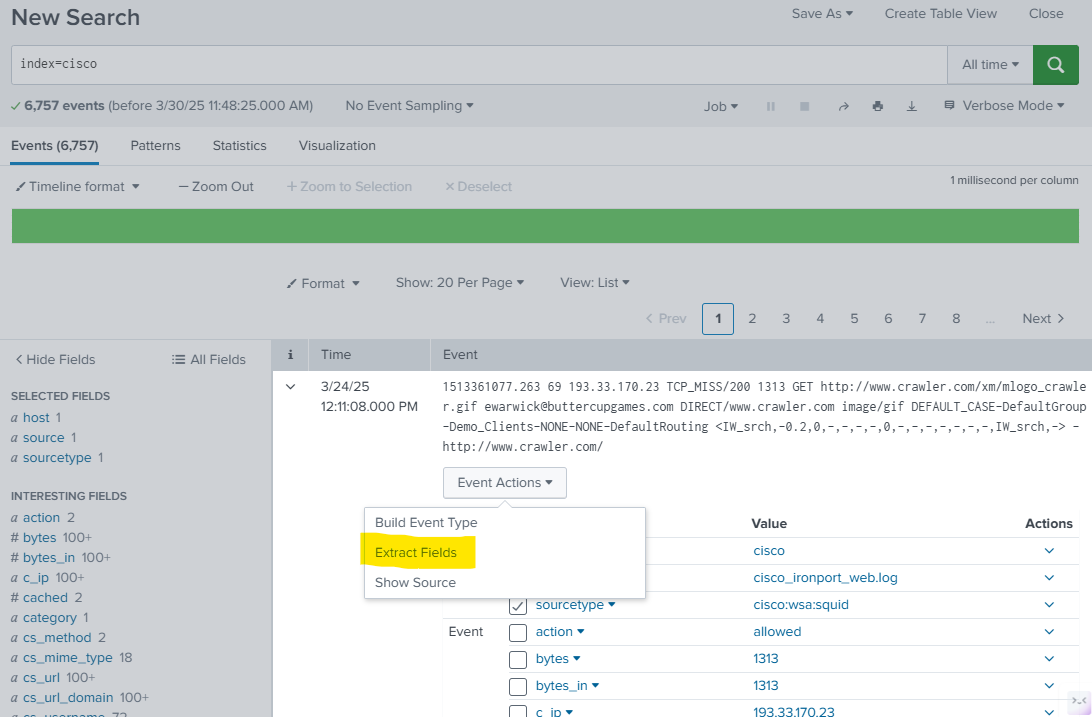 New Search
Save As
Create Table View
Close
index=cisco
All time
6,757 events (before 3/30/25 11:48:25.000 AM)
No Event Sampling
Job
Verbose Mode
Events (6,757)
Patterns
Statistics
Visualization
Timeline format
— Zoom Out
+ Zoom to Selection
× Deselect
1 millisecond per column
Format
Show: 20 Per Page
View: List
< Prev
1
2
3
4
5
6
7
8
...
Next >
< Hide Fields
All Fields
i
Time
Event
SELECTED FIELDS
a host 1
a source 1
a sourcetype 1
INTERESTING FIELDS
a action 2
# bytes 100+
# bytes_in 100+
a c_ip 100+
# cached 2
a category 1
a cs_method 2
a cs_mime_type 18
a cs_url 100+
a cs_url_domain 100+
a cs_username 72
3/24/25
12:11:08.000 PM
1513361077.263 69 193.33.170.23 TCP_MISS/200 1313 GET http://www.crawler.com/xm/mlogo_crawle
r.gif ewarwick@buttercupgames.com DIRECT/www.crawler.com image/gif DEFAULT_CASE-DefaultGroup
-Demo_Clients-NONE-NONE-DefaultRouting <IW_srch,-0.2,0,-,-,-,-,0,-,-,-,-,-,-,-,IW_srch,-> -
http://www.crawler.com/
Event Actions
Build Event Type
Extract Fields
Show Source
Value
Actions
cisco
cisco_ironport_web.log
sourcetype
cisco:wsa:squid
Event
action
allowed
bytes
1313
bytes_in
1313
c_ip
193.33.170.23